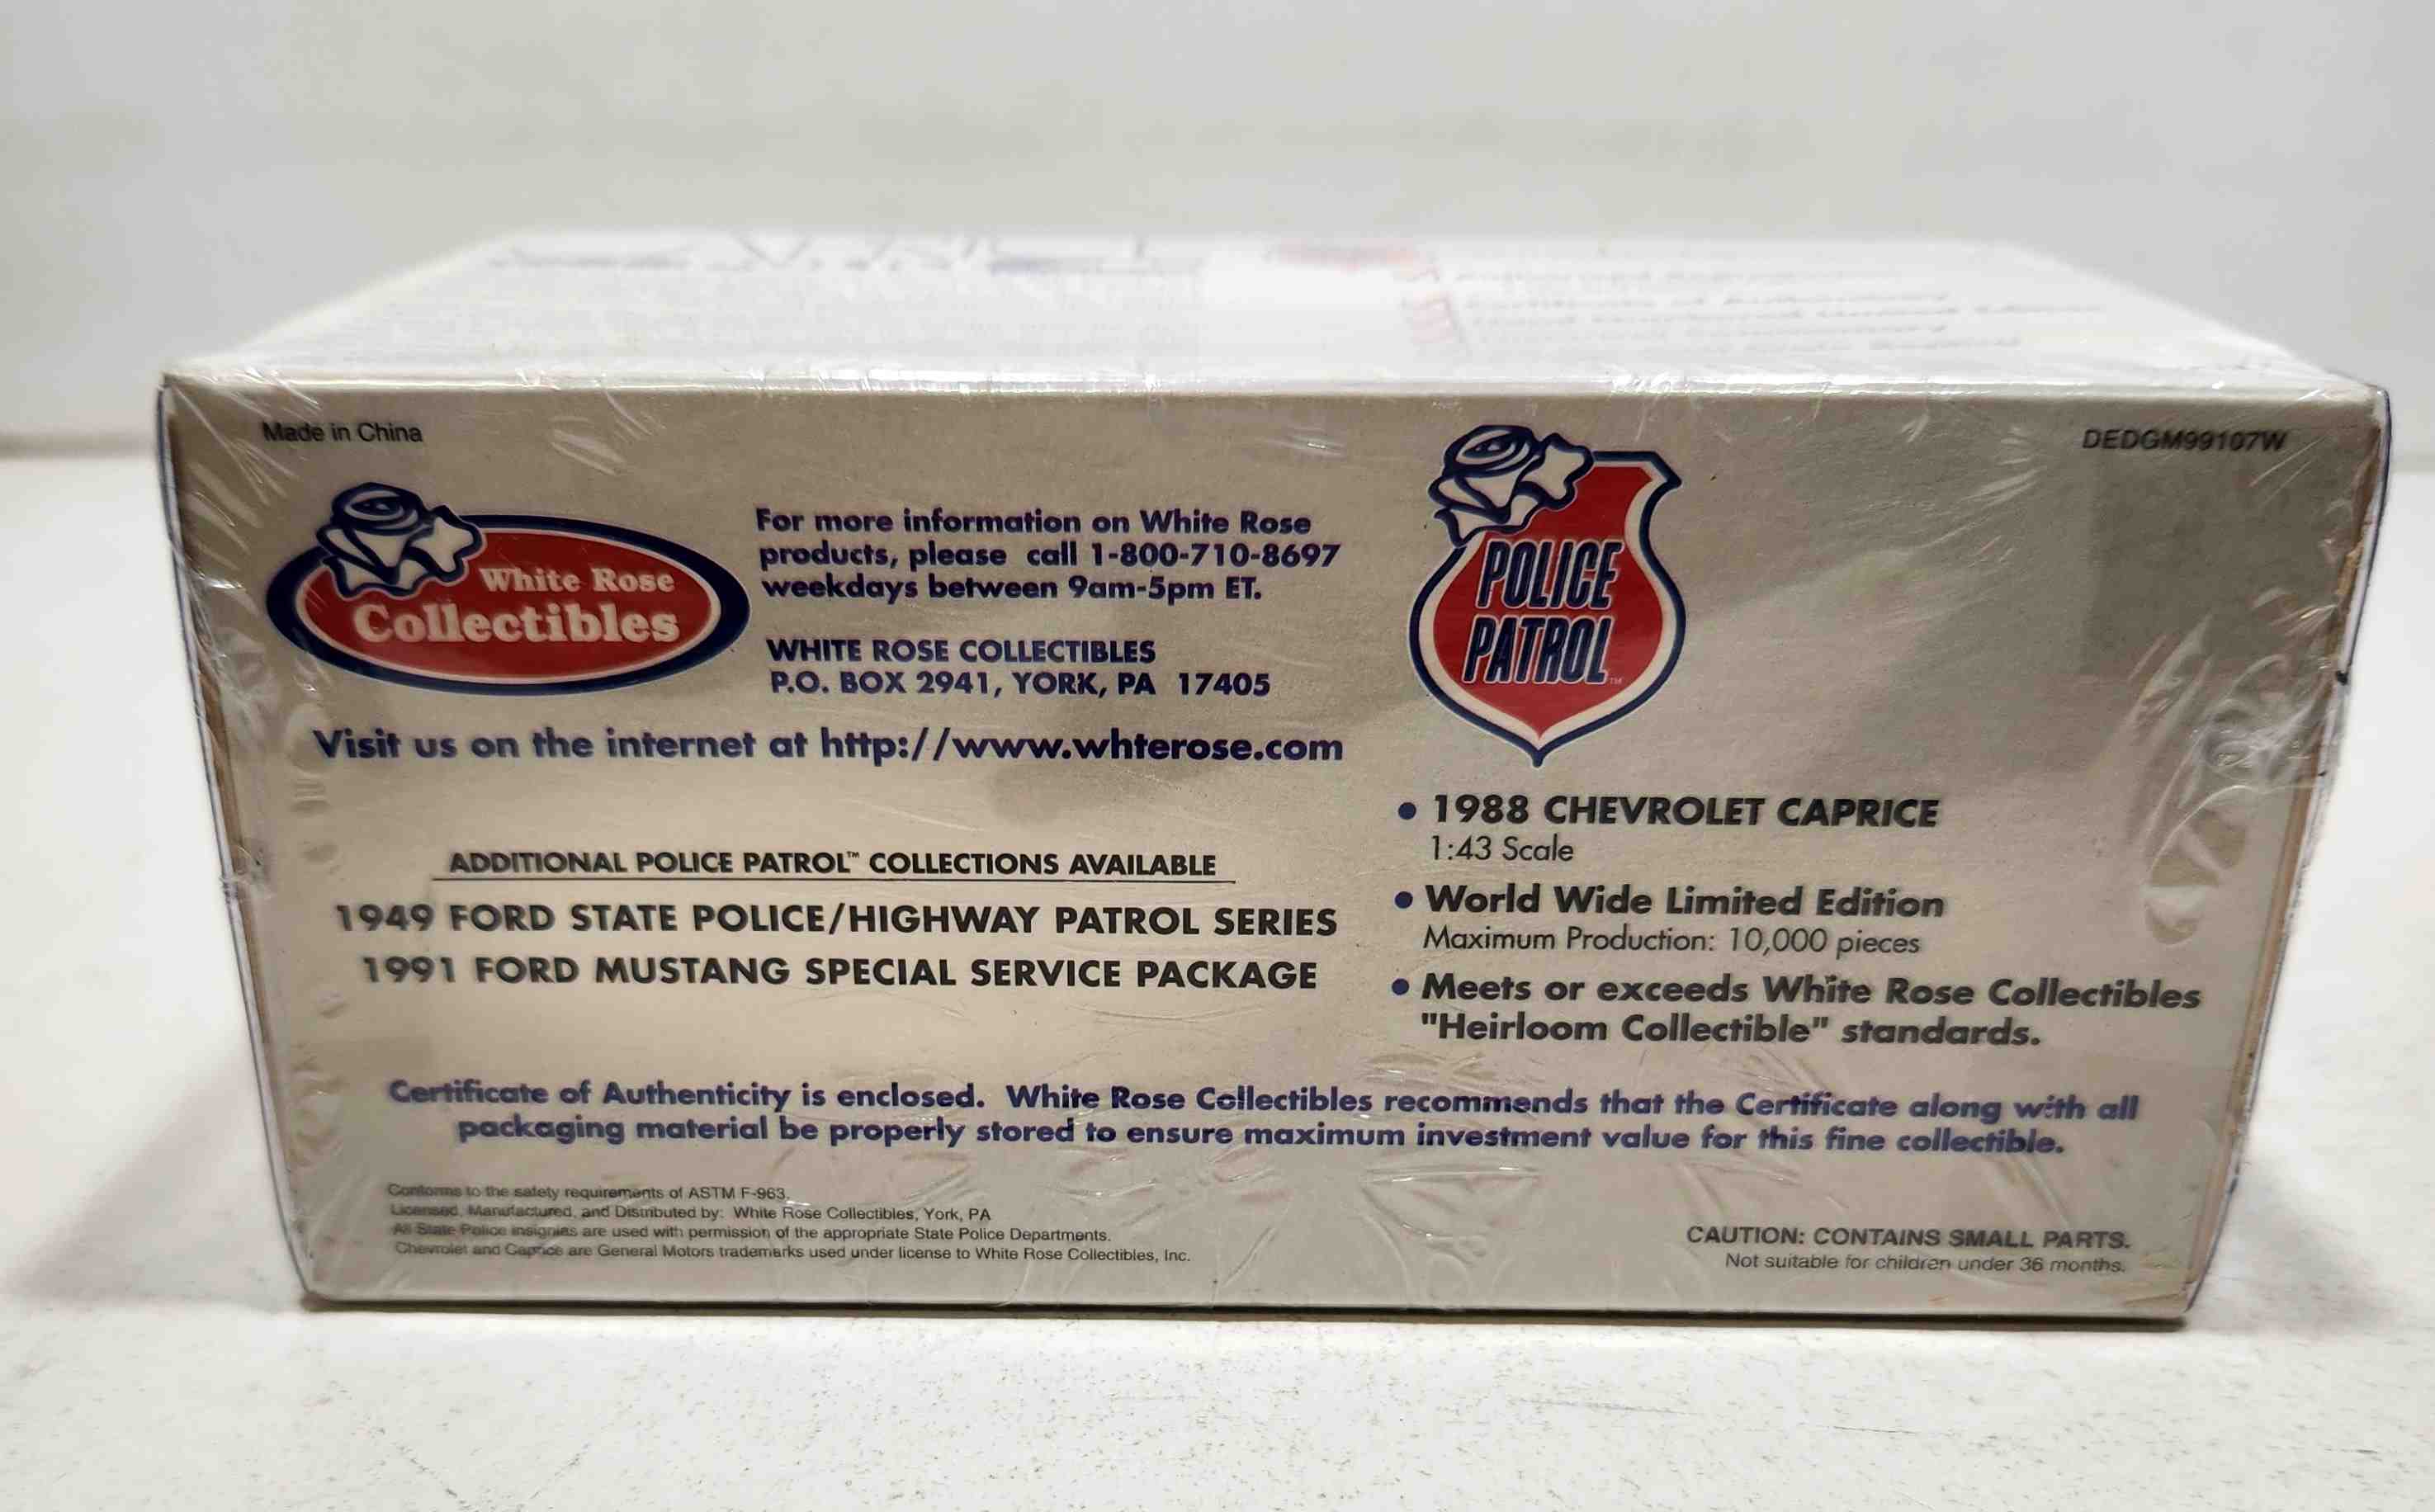 Made in China
DEDGM99107W
White Rose
Collectibles
For more information on White Rose
products, please call 1-800-710-8697
weekdays between 9am-5pm ET.
WHITE ROSE COLLECTIBLES
P.O. BOX 2941, YORK, PA 17405
Visit us on the internet at http://www.whterose.com
POLICE
PATROL™
ADDITIONAL POLICE PATROL™ COLLECTIONS AVAILABLE
1949 FORD STATE POLICE/HIGHWAY PATROL SERIES
1991 FORD MUSTANG SPECIAL SERVICE PACKAGE
• 1988 CHEVROLET CAPRICE
1:43 Scale
• World Wide Limited Edition
Maximum Production: 10,000 pieces
• Meets or exceeds White Rose Collectibles
"Heirloom Collectible" standards.
Certificate of Authenticity is enclosed. White Rose Collectibles recommends that the Certificate along with all
packaging material be properly stored to ensure maximum investment value for this fine collectible.
Conforms to the safety requirements of ASTM F-963.
Licensed, Manufactured, and Distributed by: White Rose Collectibles, York, PA
All State Police insignias are used with permission of the appropriate State Police Departments.
Chevrolet and Caprice are General Motors trademarks used under license to White Rose Collectibles, Inc.
CAUTION: CONTAINS SMALL PARTS.
Not suitable for children under 36 months.